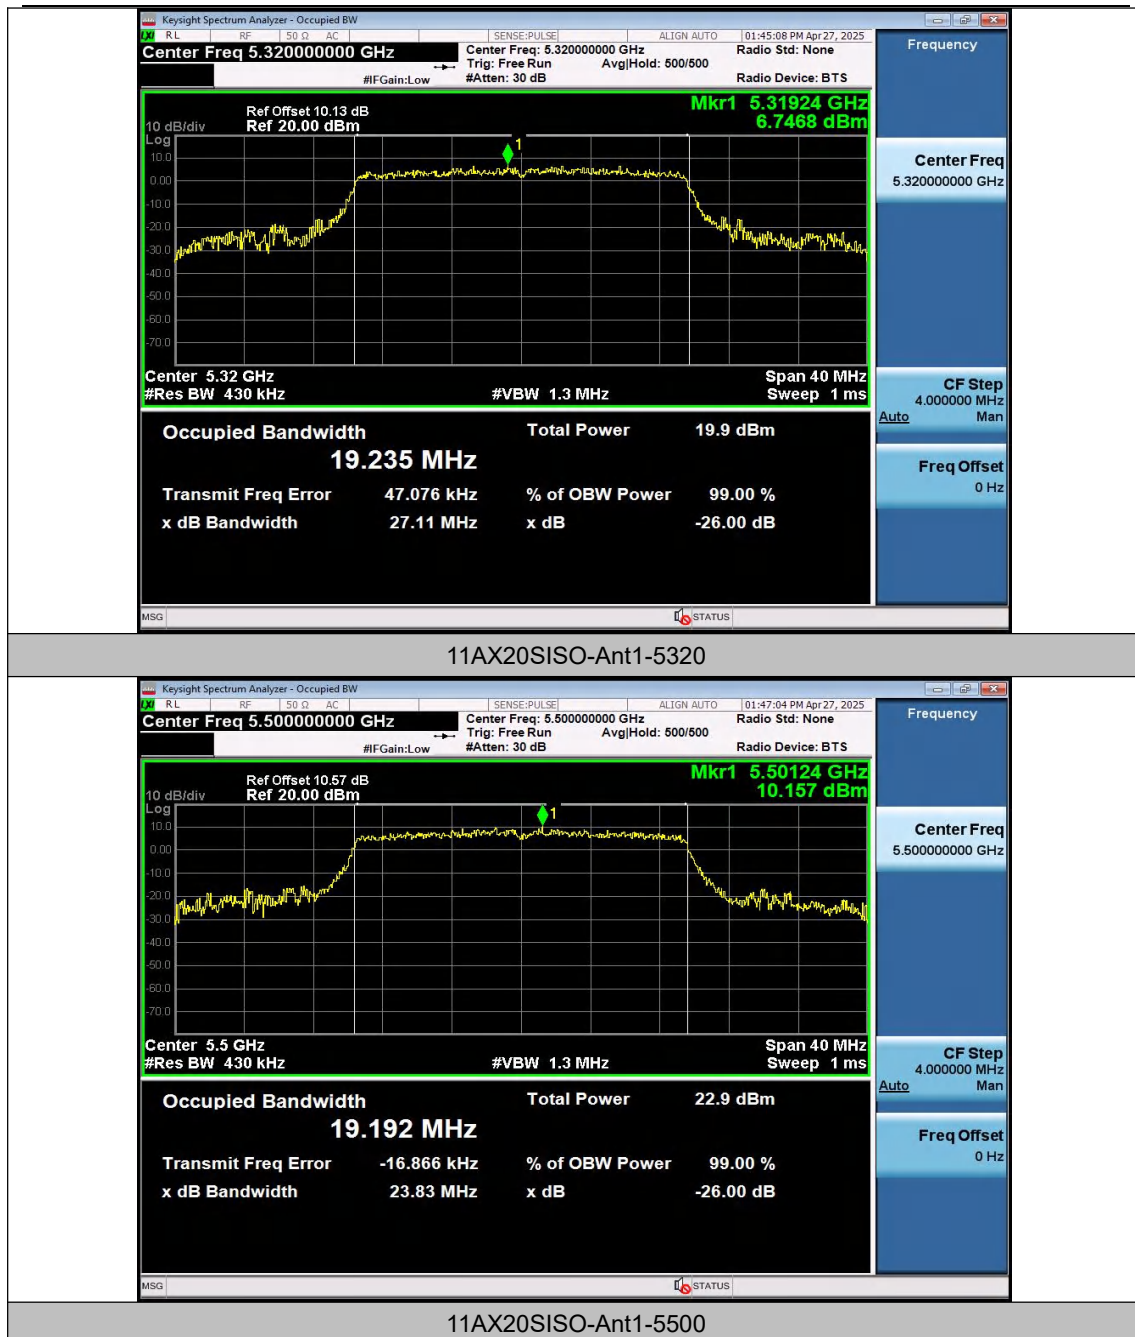 Keysight Spectrum Analyzer - Occupied BW
LXI RL RF 50 Ω AC SENSE:PULSE ALIGN AUTO 01:45:08 PM Apr 27, 2025
Center Freq 5.320000000 GHz
Center Freq: 5.320000000 GHz Radio Std: None
Trig: Free Run Avg|Hold: 500/500
#IFGain:Low #Atten: 30 dB Radio Device: BTS
Frequency
Mkr1 5.31924 GHz
6.7468 dBm
Ref Offset 10.13 dB
10 dB/div Ref 20.00 dBm
Log
10.0
0.00
-10.0
-20.0
-30.0
-40.0
-50.0
-60.0
-70.0
1
Center Freq
5.320000000 GHz
Center 5.32 GHz Span 40 MHz
#Res BW 430 kHz #VBW 1.3 MHz Sweep 1 ms
CF Step
4.000000 MHz
Auto Man
Occupied Bandwidth Total Power 19.9 dBm
19.235 MHz
Transmit Freq Error 47.076 kHz % of OBW Power 99.00 %
x dB Bandwidth 27.11 MHz x dB -26.00 dB
Freq Offset
0 Hz
MSG STATUS
11AX20SISO-Ant1-5320
Keysight Spectrum Analyzer - Occupied BW
LXI RL RF 50 Ω AC SENSE:PULSE ALIGN AUTO 01:47:04 PM Apr 27, 2025
Center Freq 5.500000000 GHz
Center Freq: 5.500000000 GHz Radio Std: None
Trig: Free Run Avg|Hold: 500/500
#IFGain:Low #Atten: 30 dB Radio Device: BTS
Frequency
Mkr1 5.50124 GHz
10.157 dBm
Ref Offset 10.57 dB
10 dB/div Ref 20.00 dBm
Log
10.0
0.00
-10.0
-20.0
-30.0
-40.0
-50.0
-60.0
-70.0
1
Center Freq
5.500000000 GHz
Center 5.5 GHz Span 40 MHz
#Res BW 430 kHz #VBW 1.3 MHz Sweep 1 ms
CF Step
4.000000 MHz
Auto Man
Occupied Bandwidth Total Power 22.9 dBm
19.192 MHz
Transmit Freq Error -16.866 kHz % of OBW Power 99.00 %
x dB Bandwidth 23.83 MHz x dB -26.00 dB
Freq Offset
0 Hz
MSG STATUS
11AX20SISO-Ant1-5500